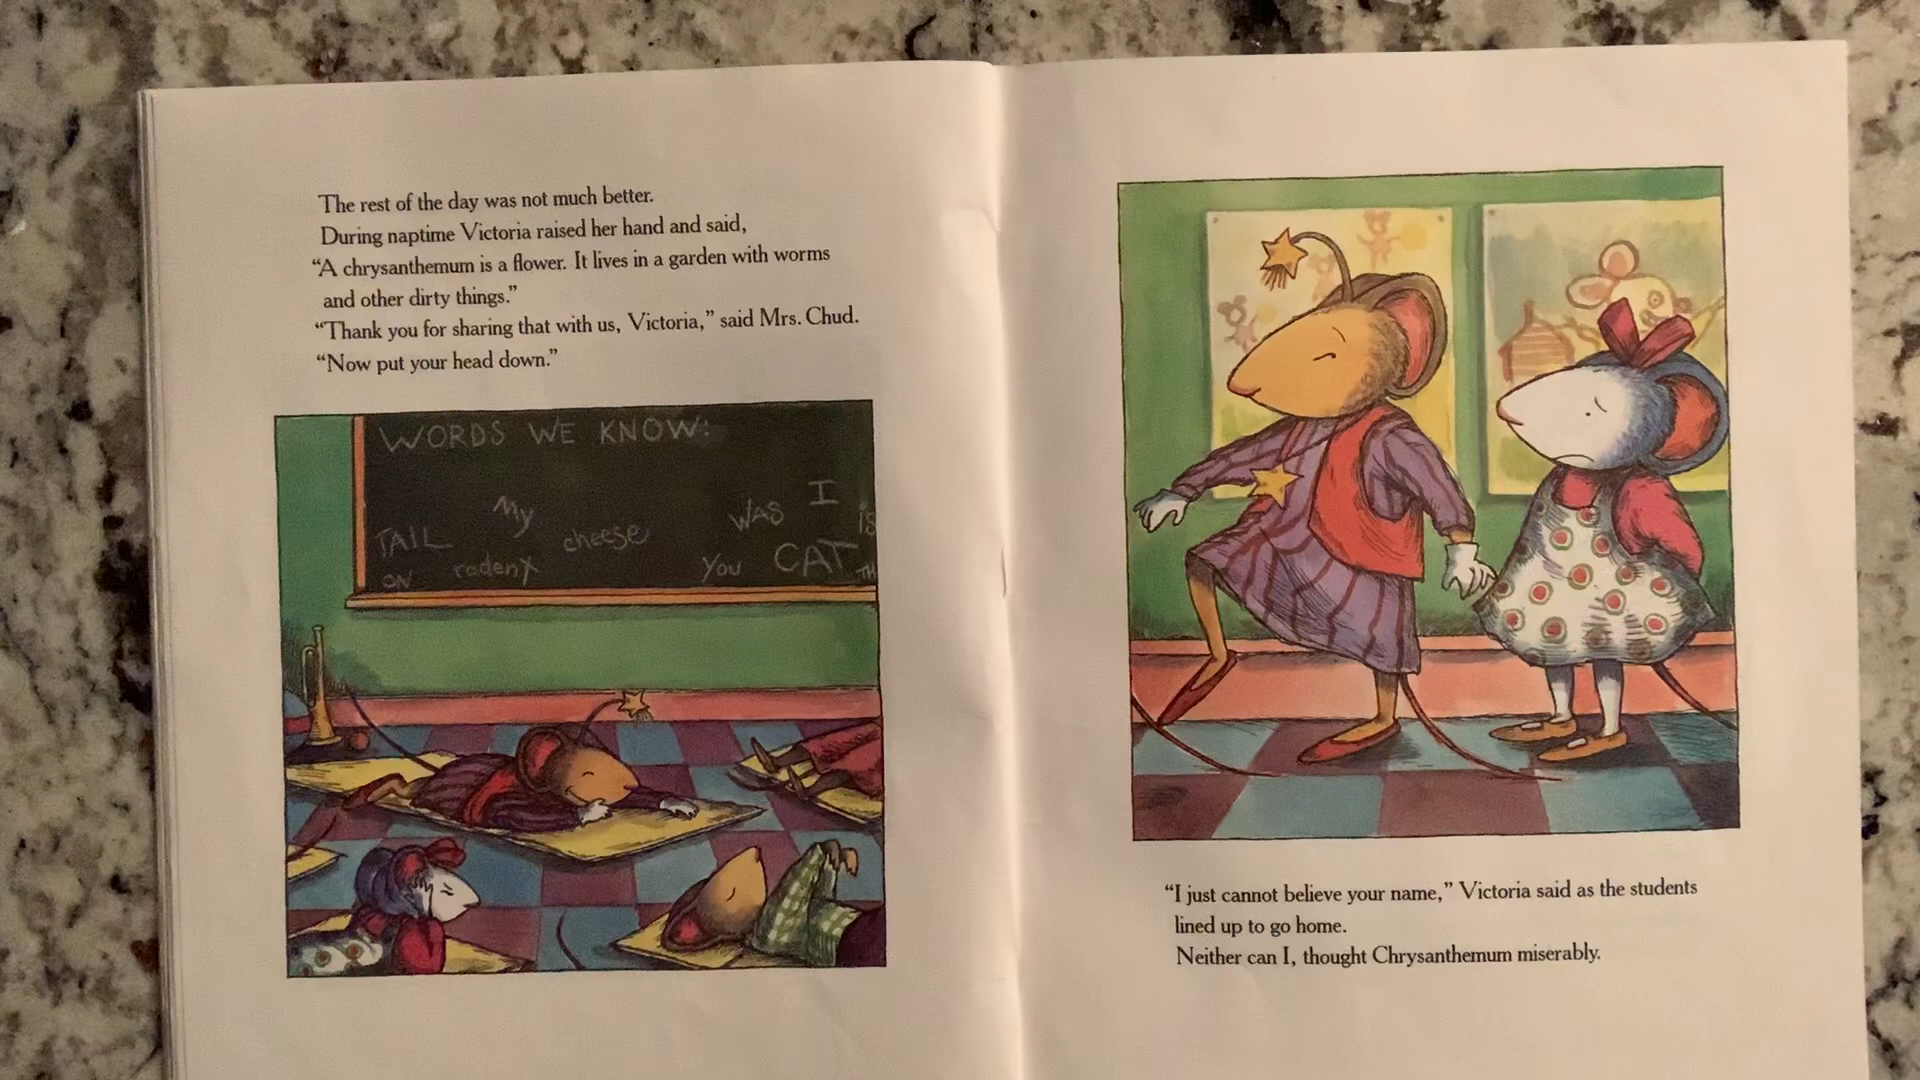 The rest of the day was not much better.
During naptime Victoria raised her hand and said,
“A chrysanthemum is a flower. It lives in a garden with worms
and other dirty things.”
“Thank you for sharing that with us, Victoria,” said Mrs. Chud.
“Now put your head down.”
WORDS WE KNOW:
TAIL My cheese WAS I is
ON rodent You CAT
“I just cannot believe your name,” Victoria said as the students
lined up to go home.
Neither can I, thought Chrysanthemum miserably.